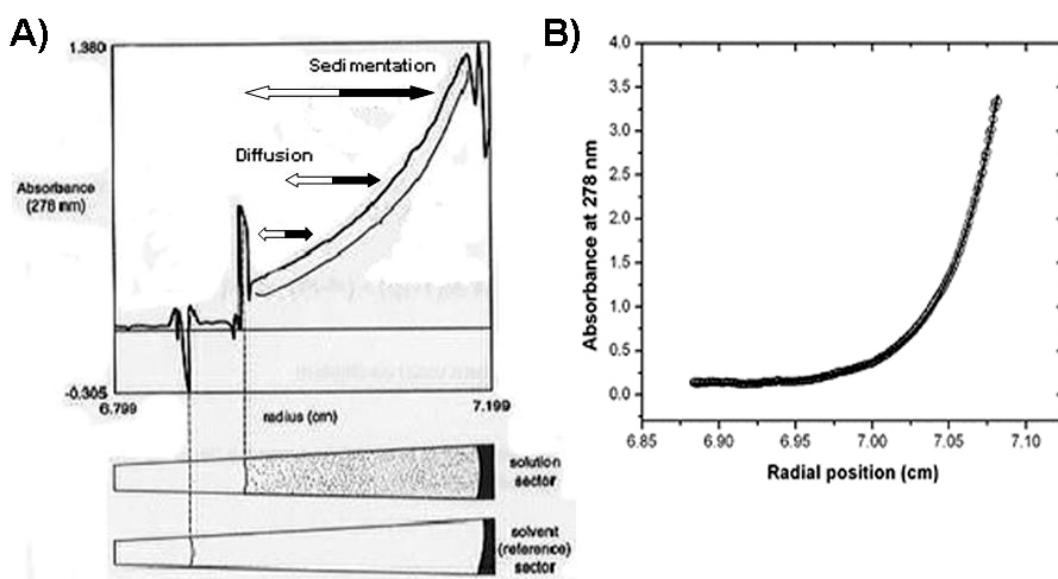 A)
1.380
Sedimentation
Diffusion
Absorbance
(278 nm)
-0.305
6.799
7.199
radius (cm)
solution
sector
solvent
(reference)
sector
B)
4.0
3.5
3.0
2.5
2.0
1.5
1.0
0.5
0.0
Absorbance at 278 nm
6.85 6.90 6.95 7.00 7.05 7.10
Radial position (cm)